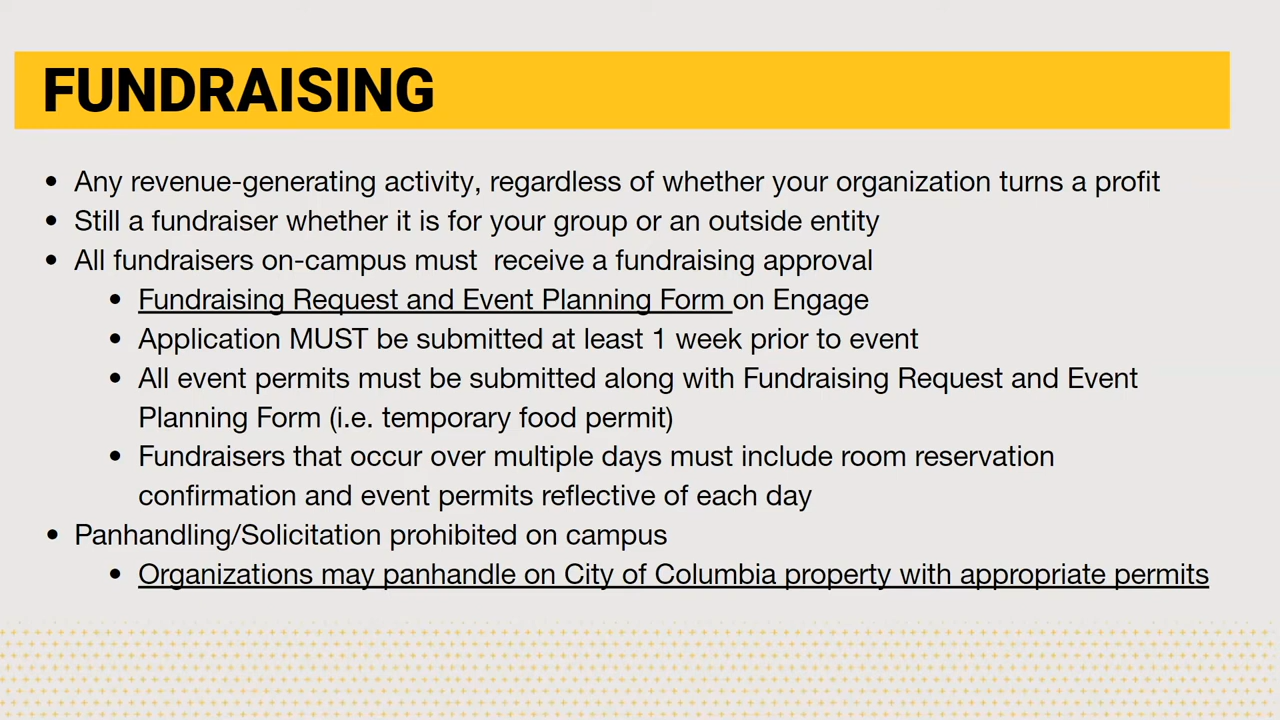 FUNDRAISING
• Any revenue-generating activity, regardless of whether your organization turns a profit
• Still a fundraiser whether it is for your group or an outside entity
• All fundraisers on-campus must  receive a fundraising approval
• Fundraising Request and Event Planning Form on Engage
• Application MUST be submitted at least 1 week prior to event
• All event permits must be submitted along with Fundraising Request and Event
Planning Form (i.e. temporary food permit)
• Fundraisers that occur over multiple days must include room reservation
confirmation and event permits reflective of each day
• Panhandling/Solicitation prohibited on campus
• Organizations may panhandle on City of Columbia property with appropriate permits